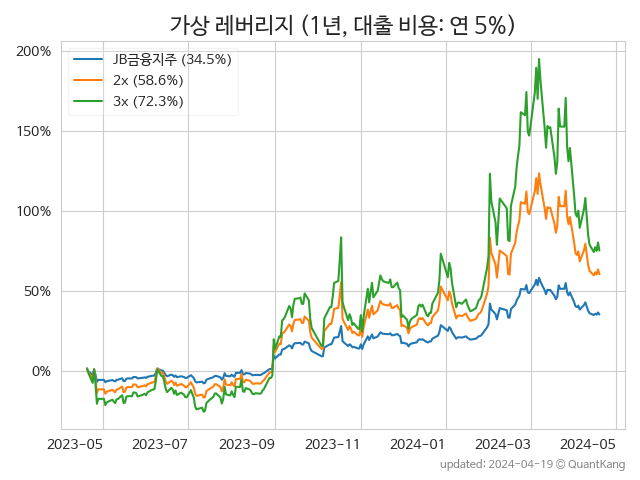 가상 레버리지 (1년, 대출 비용: 연 5%)
JB금융지주 (34.5%)
2x (58.6%)
3x (72.3%)
200%
150%
100%
50%
0%
2023-05 2023-07 2023-09 2023-11 2024-01 2024-03 2024-05
updated: 2024-04-19 © QuantKang